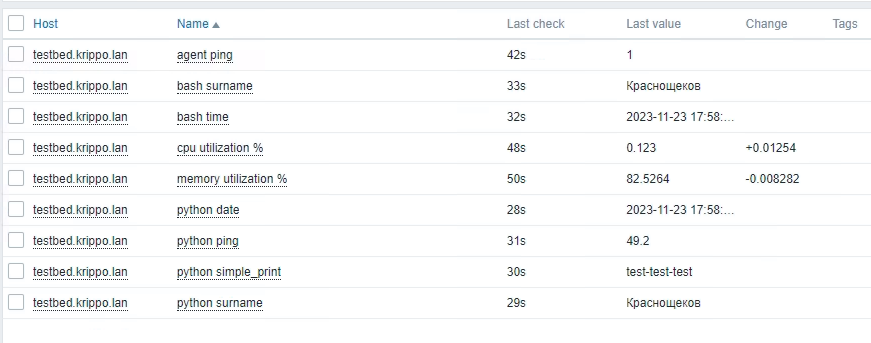 Host Name Last check Last value Change Tags
testbed.krippo.lan agent ping 42s 1
testbed.krippo.lan bash surname 33s Краснощеков
testbed.krippo.lan bash time 32s 2023-11-23 17:58:...
testbed.krippo.lan cpu utilization % 48s 0.123 +0.01254
testbed.krippo.lan memory utilization % 50s 82.5264 -0.008282
testbed.krippo.lan python date 28s 2023-11-23 17:58:...
testbed.krippo.lan python ping 31s 49.2
testbed.krippo.lan python simple_print 30s test-test-test
testbed.krippo.lan python surname 29s Краснощеков